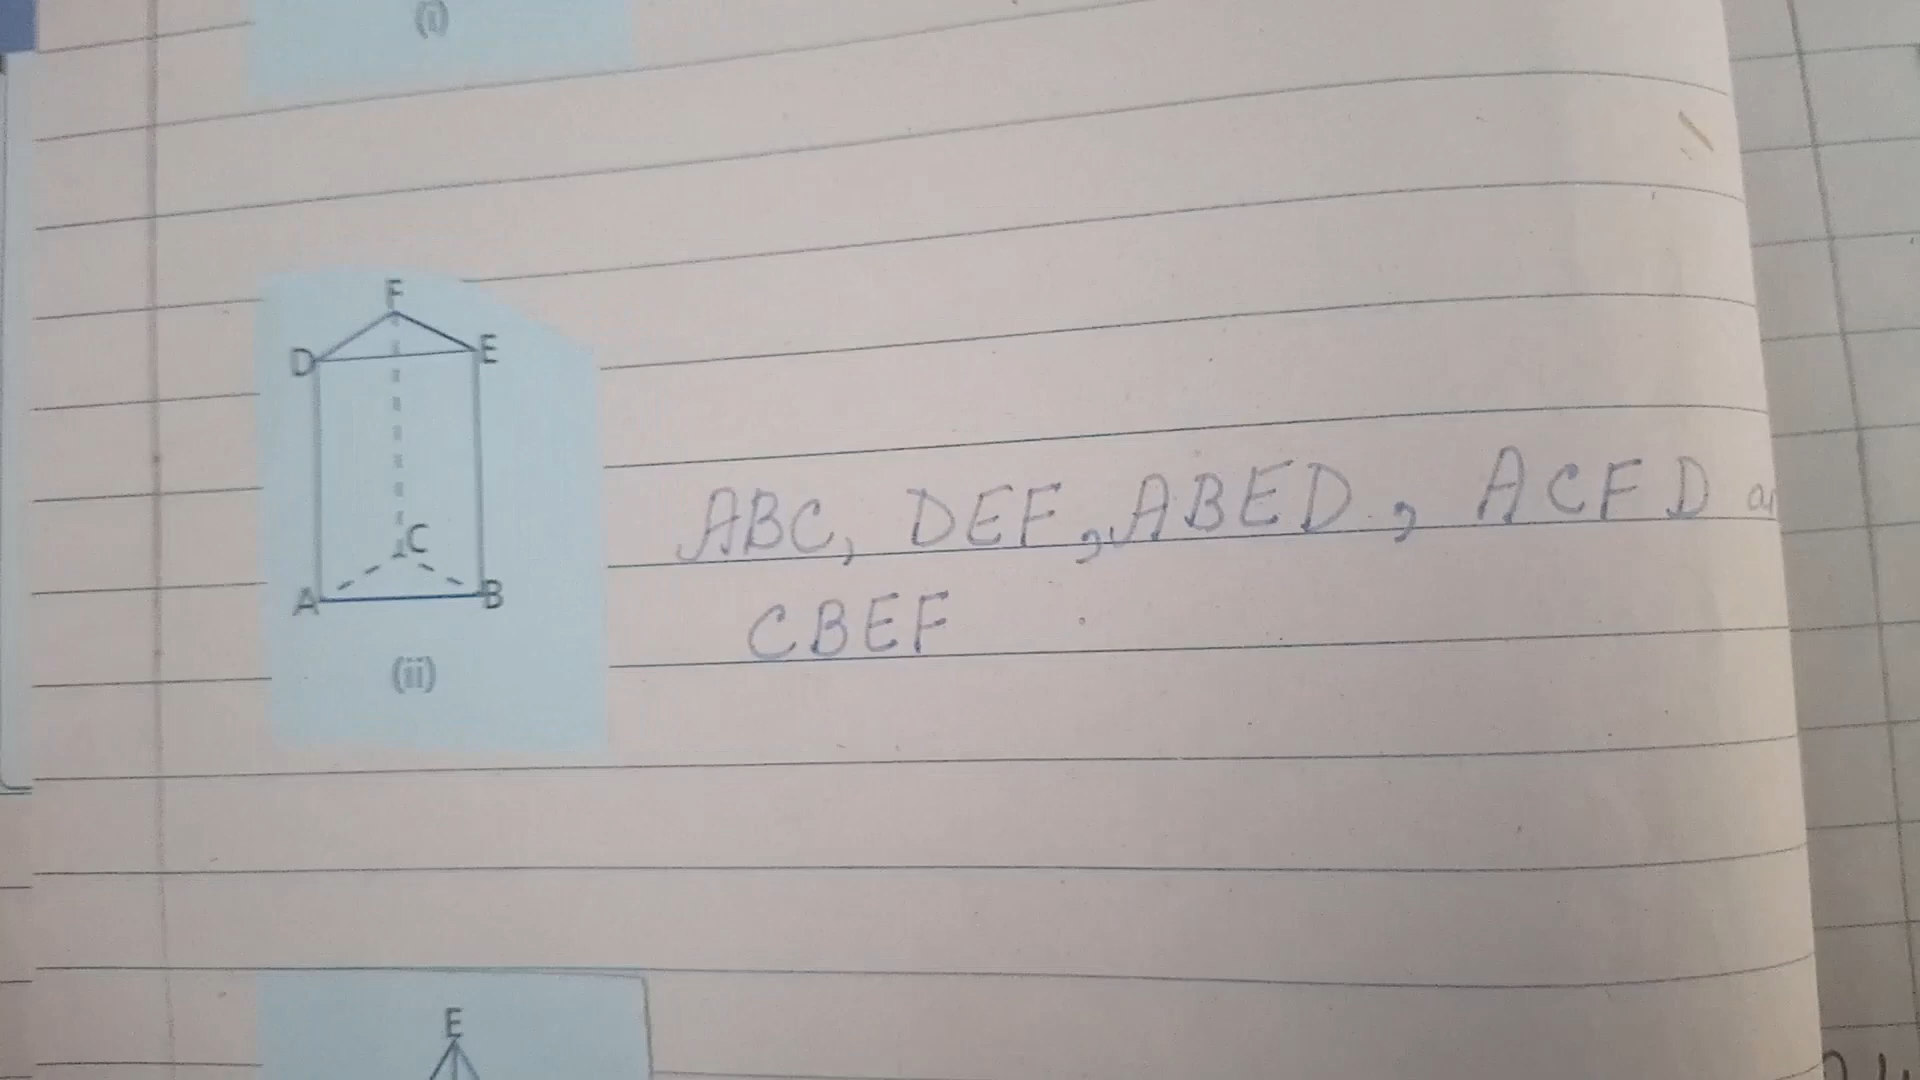 (i)
F
D E
C
A B
(ii)
ABC, DEF, ABED, ACFD
CBEF
E